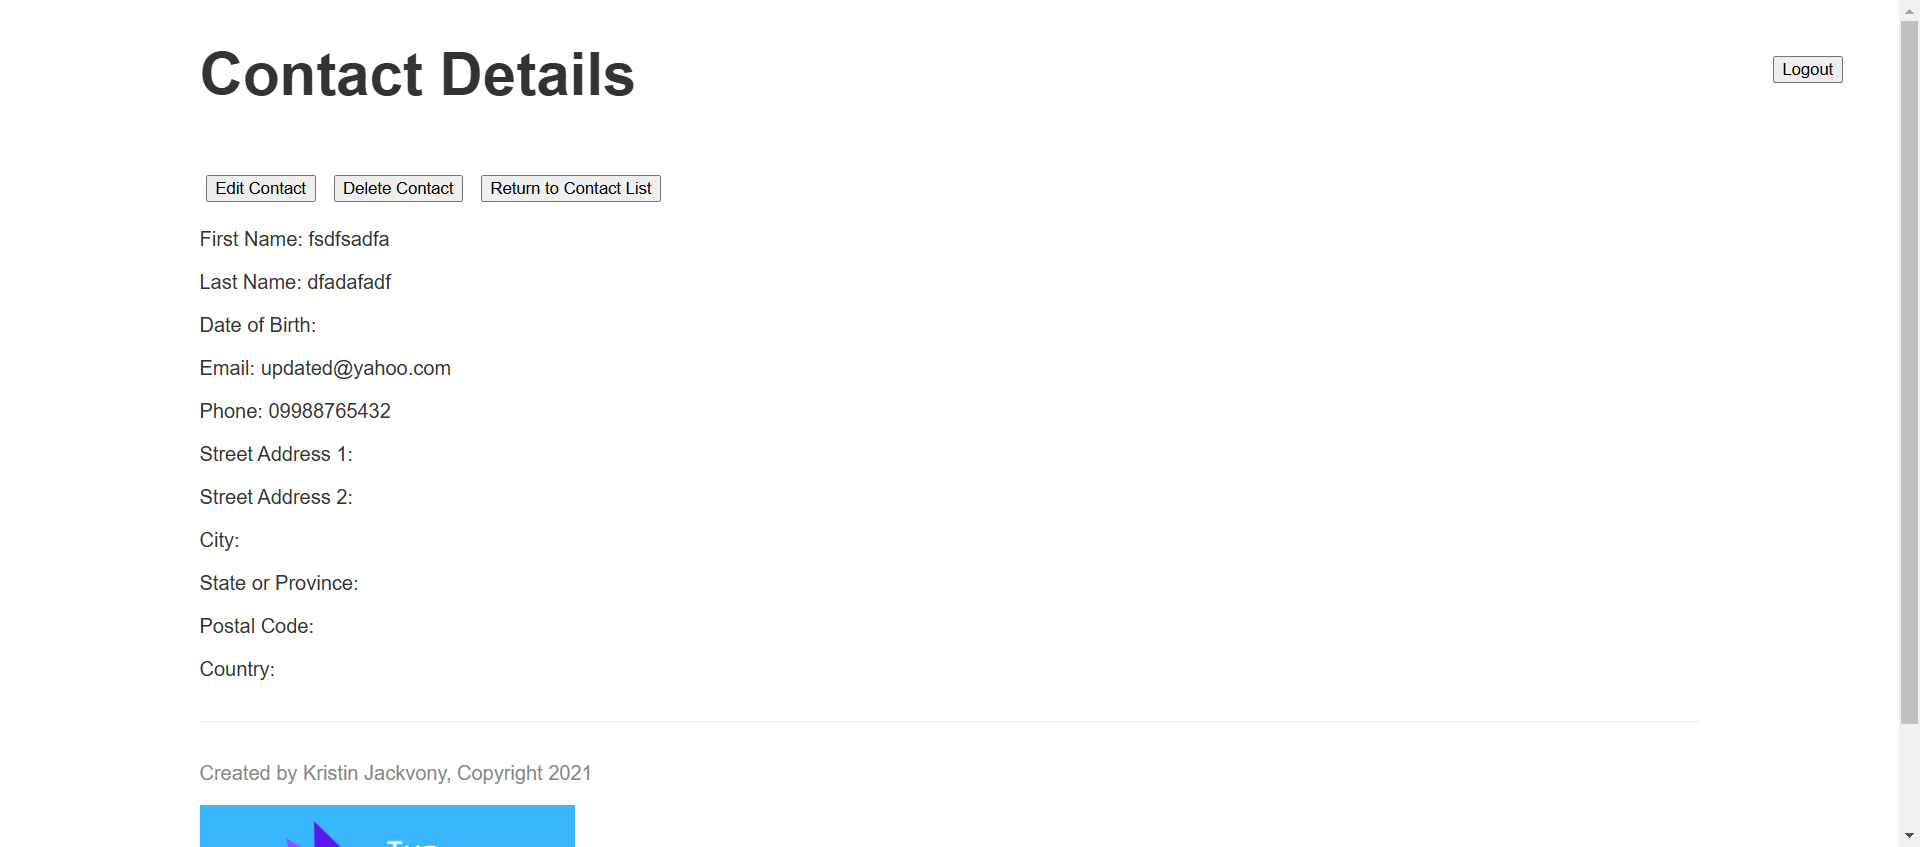 Contact Details
Logout
Edit Contact Delete Contact Return to Contact List
First Name: fsdfsadfa
Last Name: dfadafadf
Date of Birth:
Email: updated@yahoo.com
Phone: 09988765432
Street Address 1:
Street Address 2:
City:
State or Province:
Postal Code:
Country:
Created by Kristin Jackvony, Copyright 2021